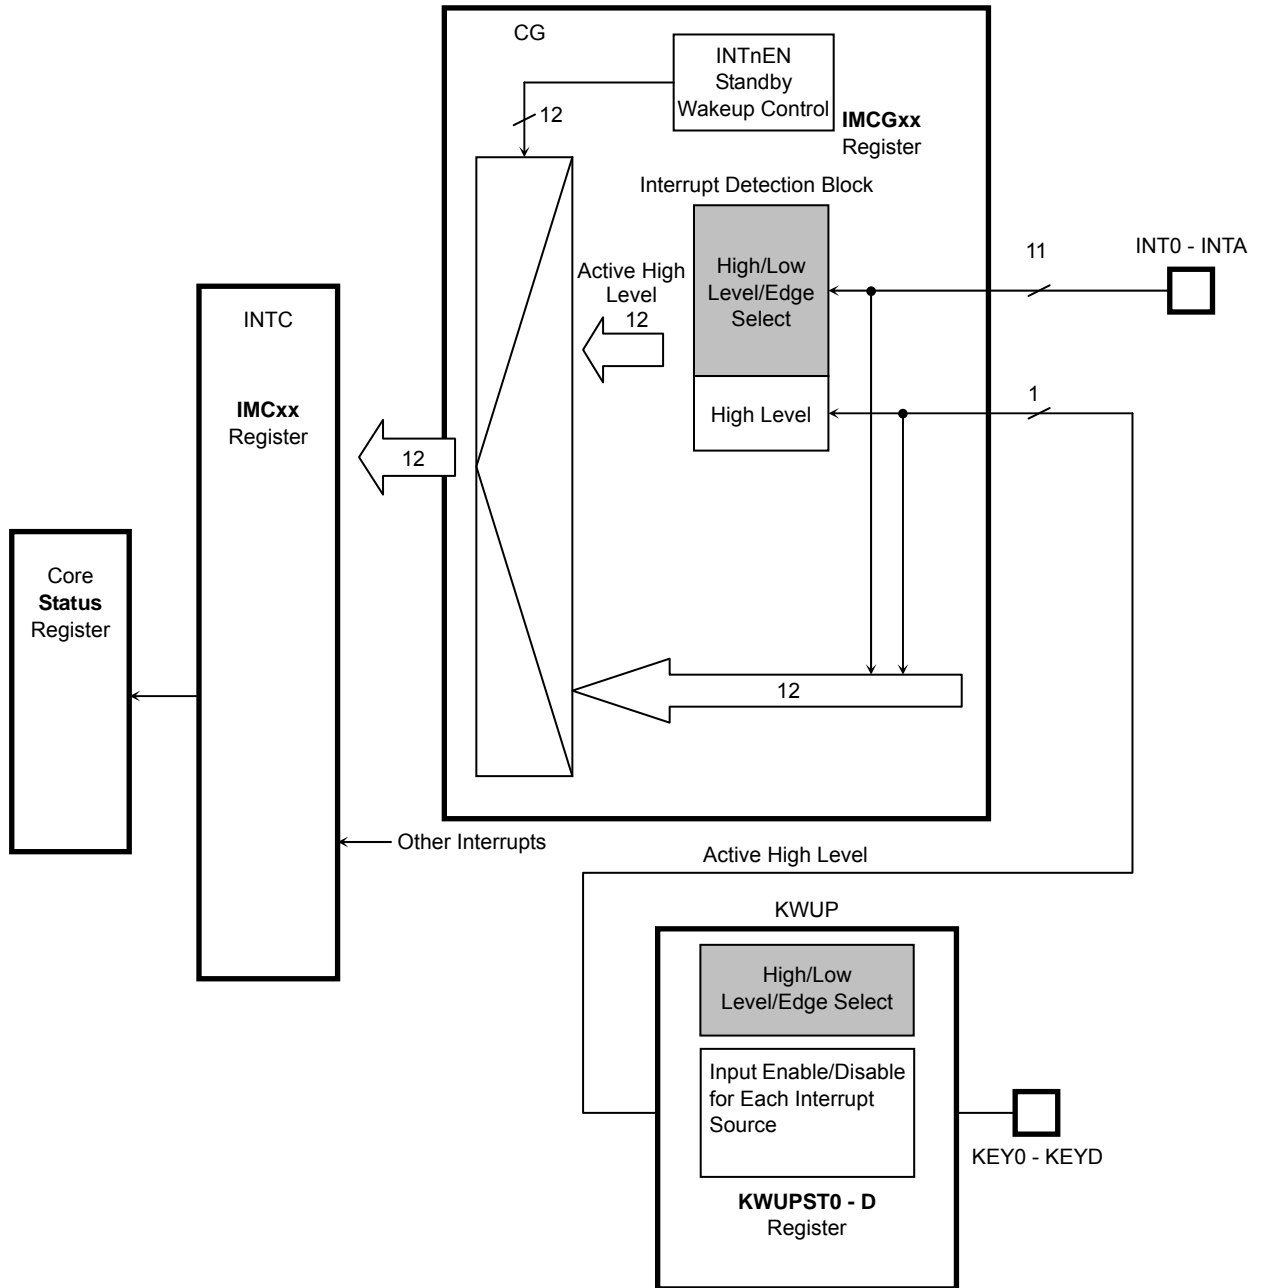 CG
INTnEN
Standby
Wakeup Control
12
IMCGxx
Register
Interrupt Detection Block
High/Low
Level/Edge
Select
High Level
Active High
Level
12
11
INT0 - INTA
1
INTC
IMCxx
Register
12
Core
Status
Register
12
Other Interrupts
Active High Level
KWUP
High/Low
Level/Edge Select
Input Enable/Disable
for Each Interrupt
Source
KWUPST0 - D
Register
KEY0 - KEYD